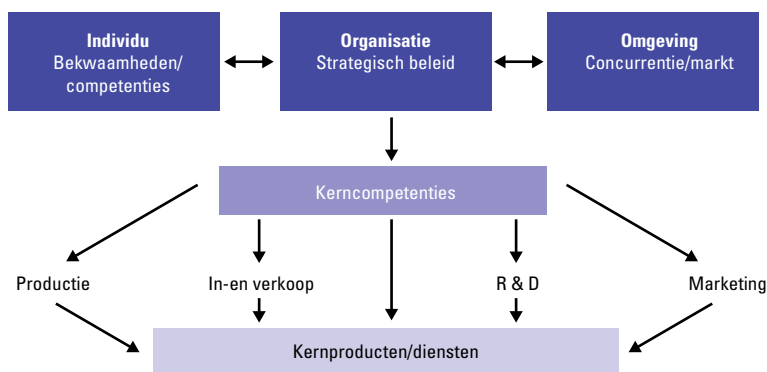 Individu
Bekwaamheden/
competenties
Organisatie
Strategisch beleid
Omgeving
Concurrentie/markt
Kerncompetenties
Productie
In-en verkoop
R & D
Marketing
Kernproducten/diensten